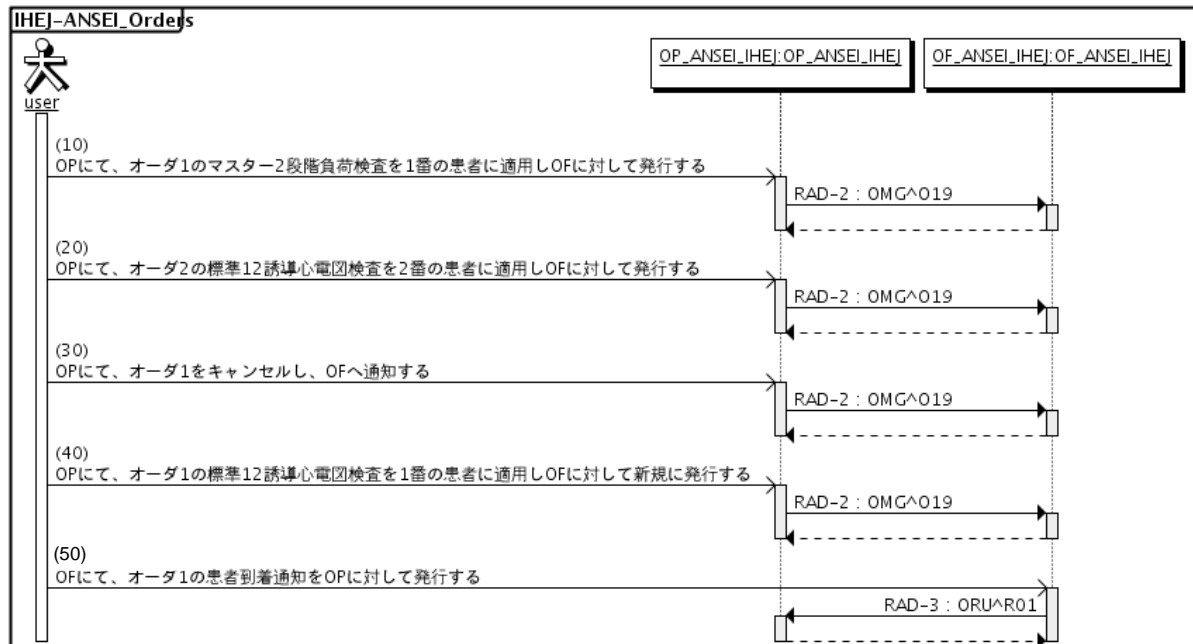 IHEJ-ANSEI_Orders
user
OP_ANSEI_IHEJ:OP_ANSEI_IHEJ
OF_ANSEI_IHEJ:OF_ANSEI_IHEJ
(10)
OPにて、オーダ1のマスター2段階負荷検査を1番の患者に適用しOFに対して発行する
RAD-2 : OMG^O19
(20)
OPにて、オーダ2の標準12誘導心電図検査を2番の患者に適用しOFに対して発行する
RAD-2 : OMG^O19
(30)
OPにて、オーダ1をキャンセルし、OFへ通知する
RAD-2 : OMG^O19
(40)
OPにて、オーダ1の標準12誘導心電図検査を1番の患者に適用しOFに対して新規に発行する
RAD-2 : OMG^O19
(50)
OFにて、オーダ1の患者到着通知をOPに対して発行する
RAD-3 : ORU^R01